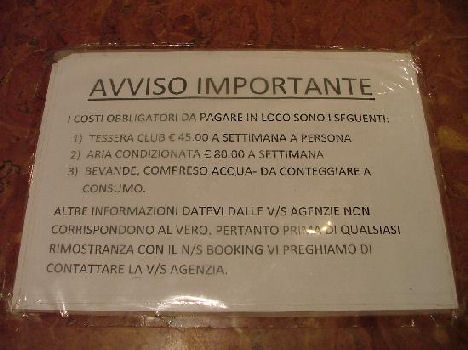 AVVISO IMPORTANTE
I COSTI OBBLIGATORI DA PAGARE IN LOCO SONO I SEGUENTI:
1) TESSERA CLUB € 45.00 A SETTIMANA A PERSONA
2) ARIA CONDIZIONATA € 80.00 A SETTIMANA
3) BEVANDE, COMPRESO ACQUA- DA CONTEGGIARE A
CONSUMO.
ALTRE INFORMAZIONI DATEVI DALLE V/S AGENZIE NON
CORRISPONDONO AL VERO. PERTANTO PRIMA DI QUALSIASI
RIMOSTRANZA CON IL N/S BOOKING VI PREGHIAMO DI
CONTATTARE LA V/S AGENZIA.